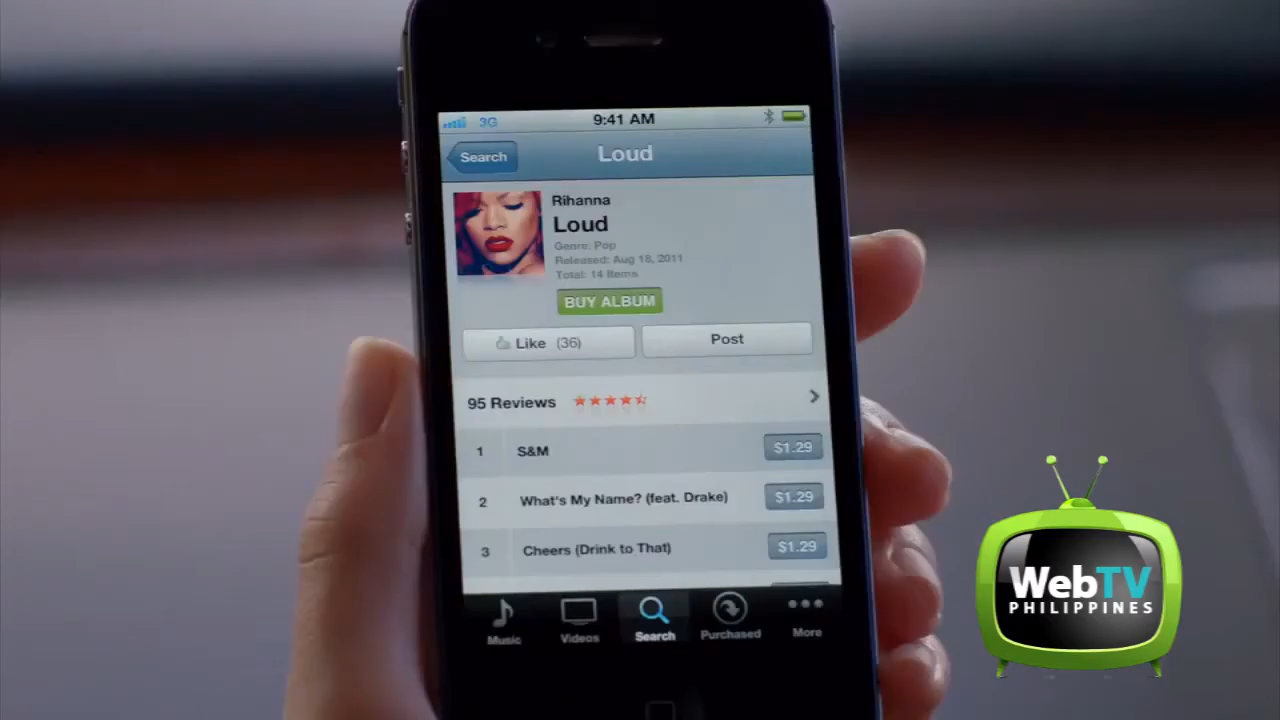 3G
9:41 AM
Search
Loud
Rihanna
Loud
Genre: Pop
Released: Aug 18, 2011
Total: 14 Items
BUY ALBUM
Like (36)
Post
95 Reviews
1 S&M $1.29
2 What's My Name? (feat. Drake) $1.29
3 Cheers (Drink to That) $1.29
Music
Videos
Search
Purchased
More
WebTV
PHILIPPINES